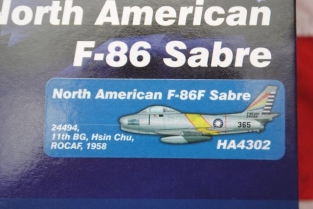 North American
F-86 Sabre
North American F-86F Sabre
24494,
11th BG, Hsin Chu,
ROCAF, 1958
365
HA4302